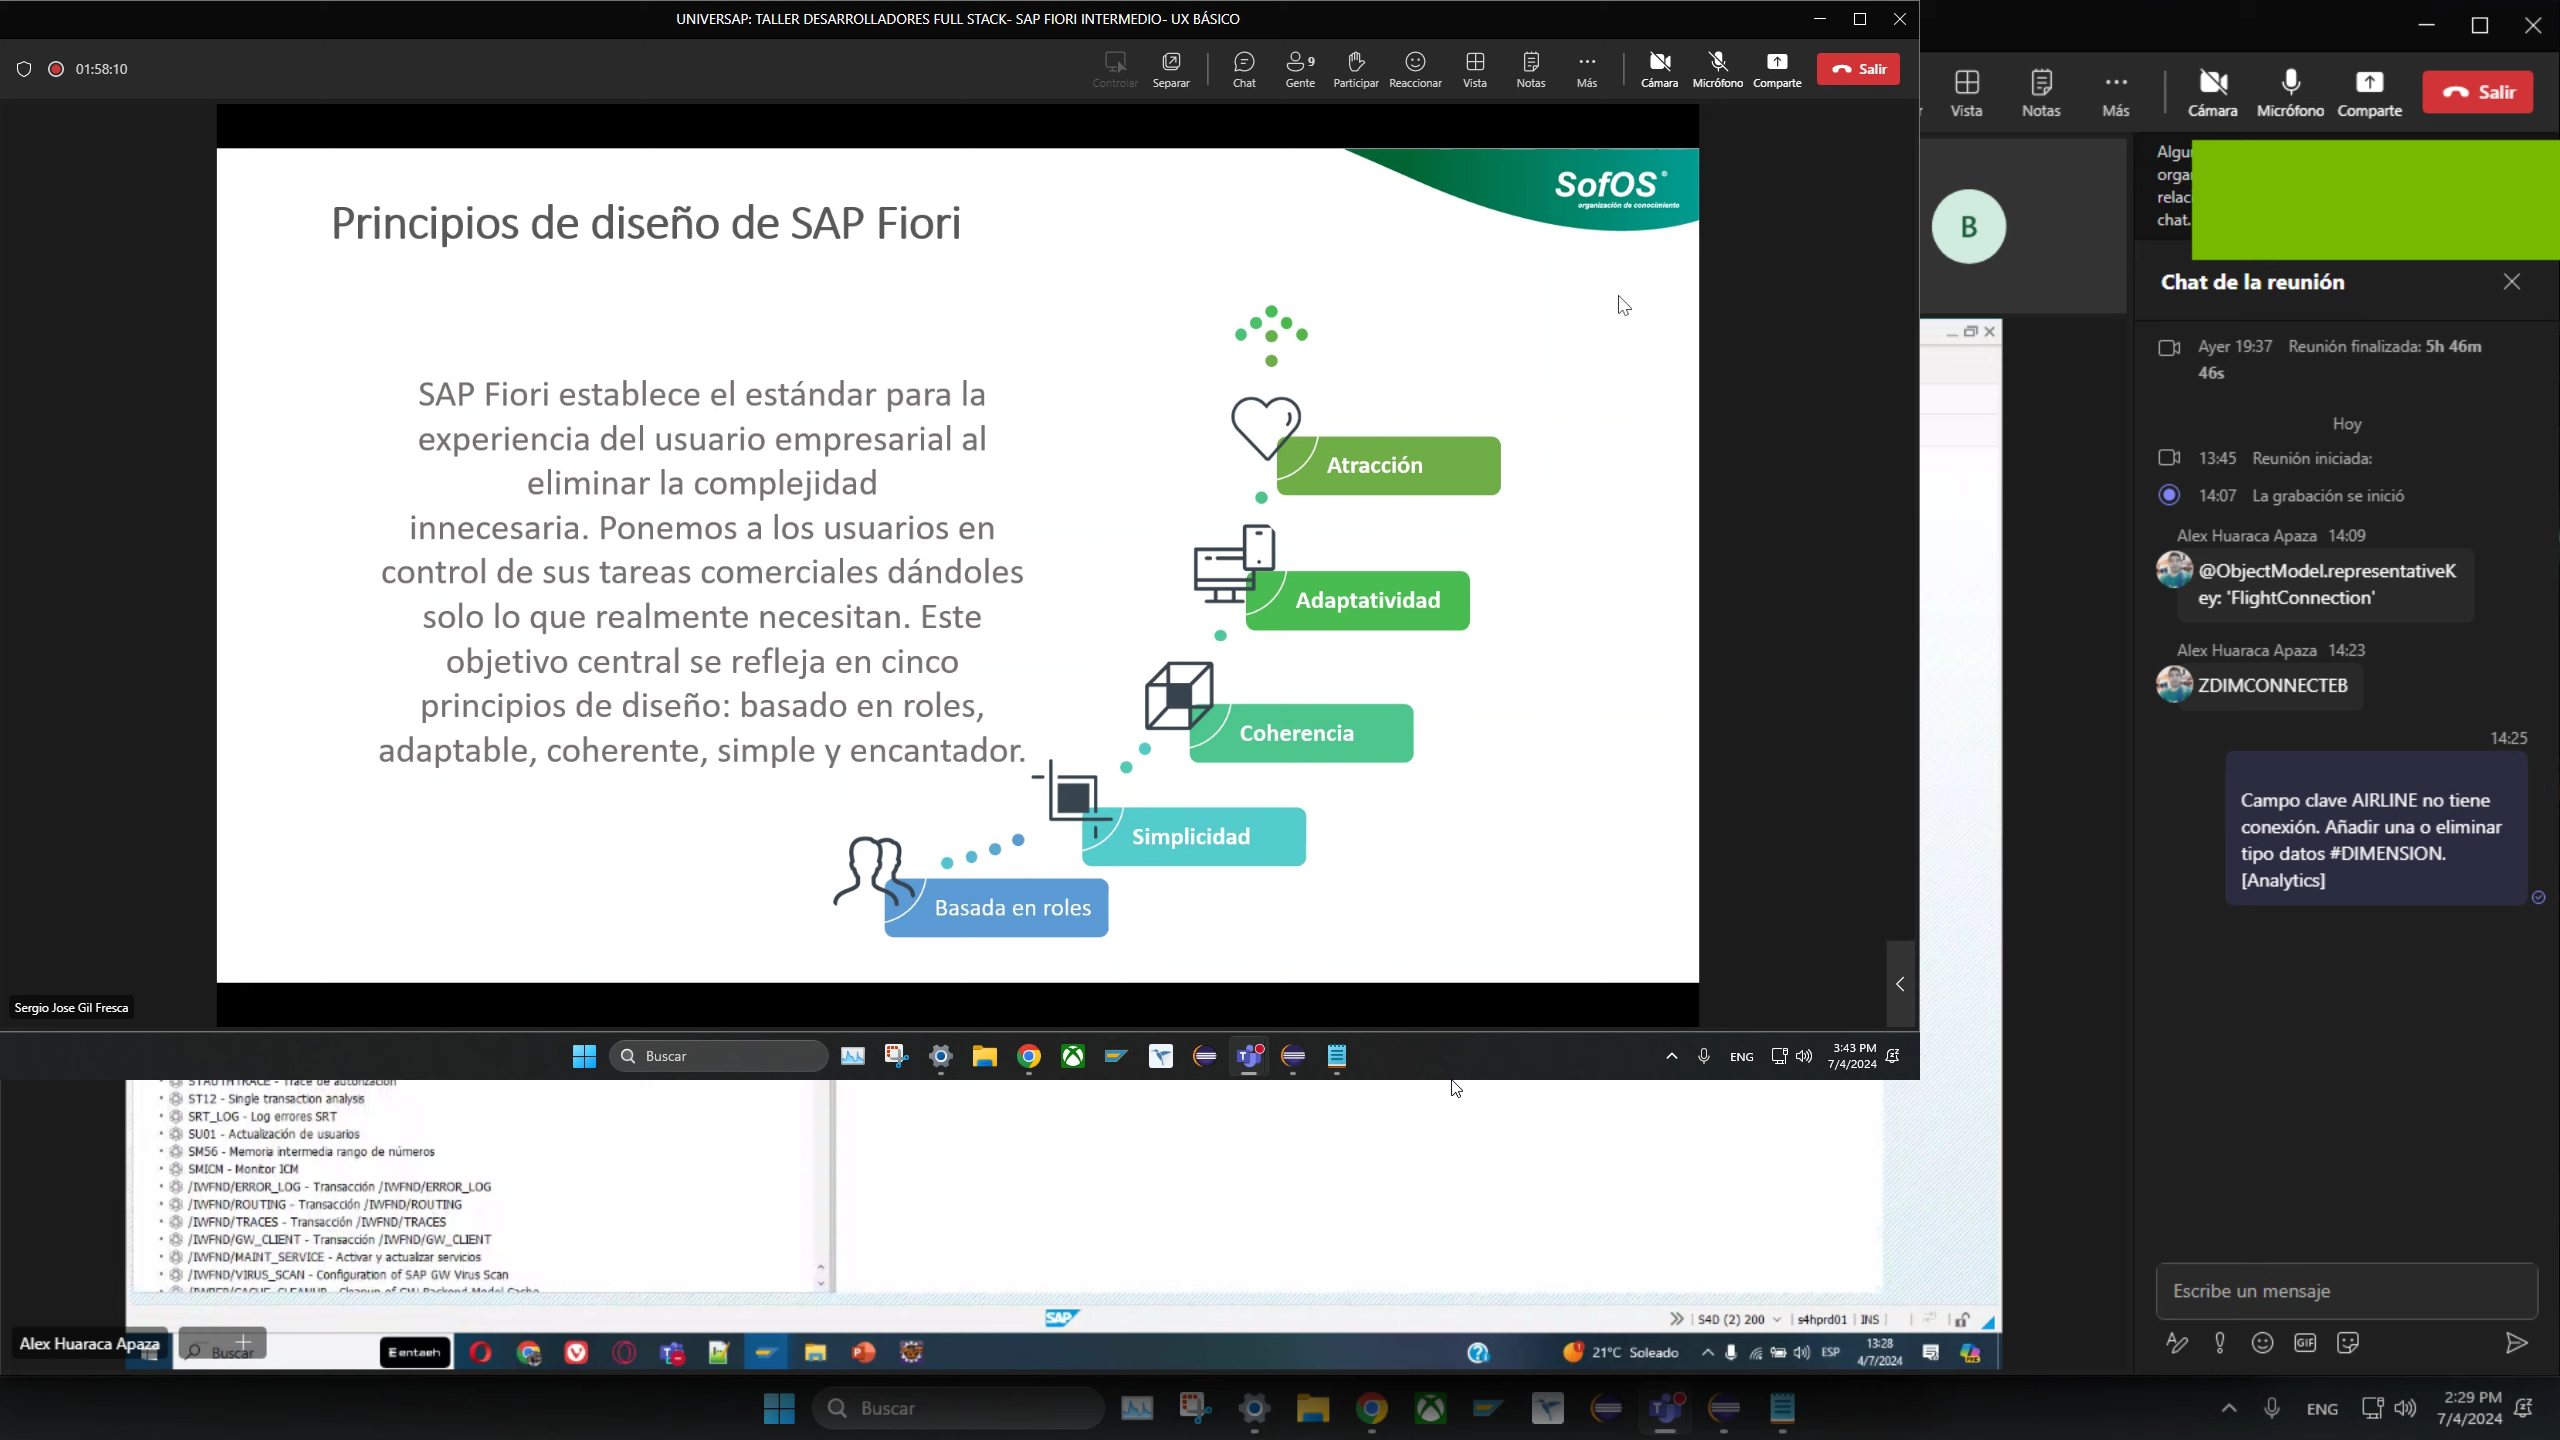 UNIVERSAP: TALLER DESARROLLADORES FULL STACK- SAP FIORI INTERMEDIO- UX BÁSICO
01:58:10
Controlar
Separar
Chat
Gente
9
Participar
Reaccionar
Vista
Notas
Más
Cámara
Micrófono
Comparte
Salir
Principios de diseño de SAP Fiori
SofOS
organización de conocimiento
SAP Fiori establece el estándar para la
experiencia del usuario empresarial al
eliminar la complejidad
innecesaria. Ponemos a los usuarios en
control de sus tareas comerciales dándoles
solo lo que realmente necesitan. Este
objetivo central se refleja en cinco
principios de diseño: basado en roles,
adaptable, coherente, simple y encantador.
Atracción
Adaptatividad
Coherencia
Simplicidad
Basada en roles
Sergio Jose Gil Fresca
Buscar
ENG
3:43 PM
7/4/2024
Vista
Notas
Más
Cámara
Micrófono
Comparte
Salir
B
chat.
Chat de la reunión
Ayer 19:37 Reunión finalizada: 5h 46m
46s
Hoy
13:45 Reunión iniciada:
14:07 La grabación se inició
Alex Huaraca Apaza 14:09
@ObjectModel.representativeK
ey: 'FlightConnection'
Alex Huaraca Apaza 14:23
ZDIMCONNECTEB
14:25
Campo clave AIRLINE no tiene
conexión. Añadir una o eliminar
tipo datos #DIMENSION.
[Analytics]
Escribe un mensaje
STAUTHTRACE - Trace de autorización
ST12 - Single transaction analysis
SRT_LOG - Log errores SRT
SU01 - Actualización de usuarios
SM56 - Memoria intermedia rango de números
SMICM - Monitor ICM
/IWFND/ERROR_LOG - Transacción /IWFND/ERROR_LOG
/IWFND/ROUTING - Transacción /IWFND/ROUTING
/IWFND/TRACES - Transacción /IWFND/TRACES
/IWFND/GW_CLIENT - Transacción /IWFND/GW_CLIENT
/IWFND/MAINT_SERVICE - Activar y actualizar servicios
/IWFND/VIRUS_SCAN - Configuration of SAP GW Virus Scan
SAP
S4D (2) 200
s4hprd01
INS
Alex Huaraca Apaza
Buscar
21°C Soleado
ESP
13:28
4/7/2024
Buscar
ENG
2:29 PM
7/4/2024